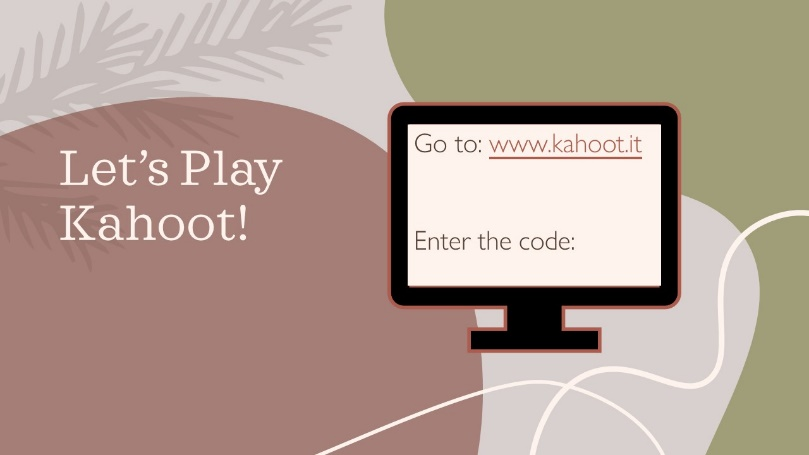 Let’s Play
Kahoot!
Go to: www.kahoot.it
Enter the code: